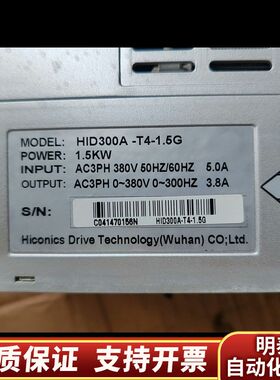 MODEL: HID300A -T4-1.5G
POWER: 1.5KW
INPUT: AC3PH 380V 50HZ/60HZ 5.0A
OUTPUT: AC3PH 0~380V 0~300HZ 3.8A
S/N:
C041470156N HID300A-T4-1.5G
Hiconics Drive Technology(Wuhan) CO;Ltd.
质保证 支持开票 明泰
自动化